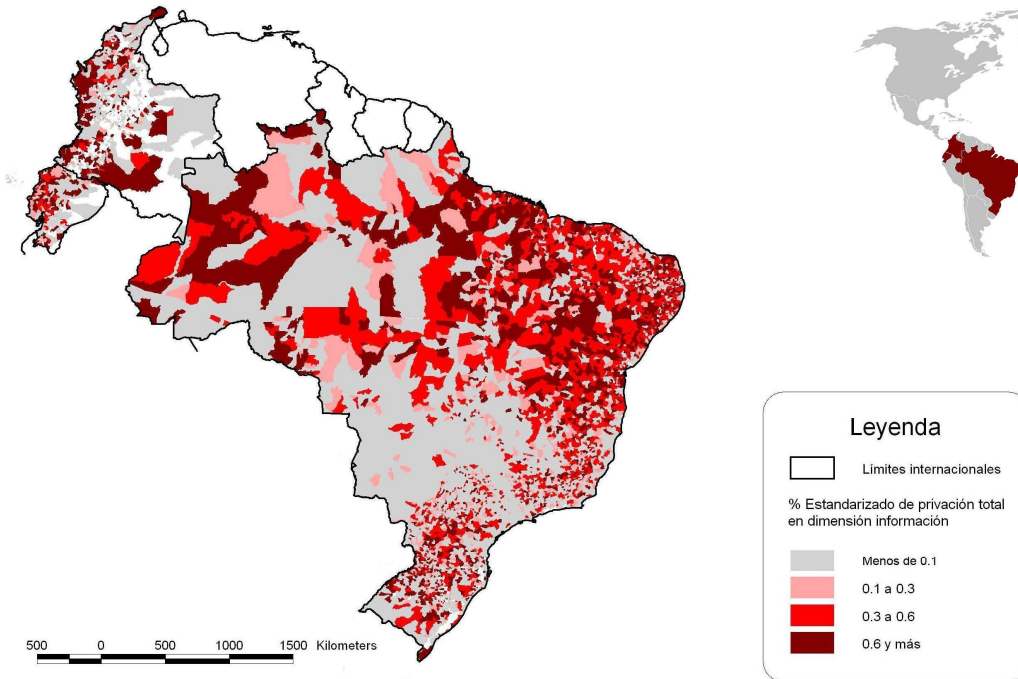 Leyenda
Límites internacionales
% Estandarizado de privación total
en dimensión información
Menos de 0.1
0.1 a 0.3
0.3 a 0.6
0.6 y más
500 0 500 1000 1500 Kilometers